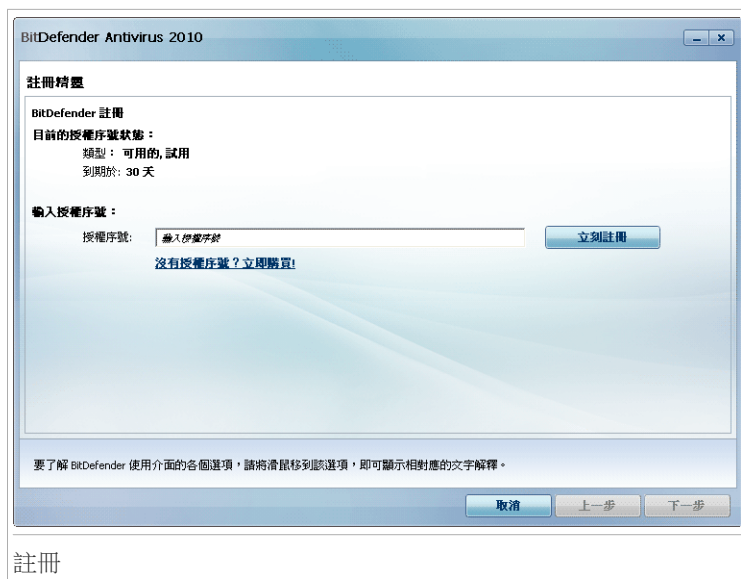 BitDefender Antivirus 2010
註冊精靈
BitDefender 註冊
目前的授權序號狀態：
類型： 可用的, 試用
到期於: 30 天
輸入授權序號：
授權序號: 輸入授權序號 立刻註冊
沒有授權序號？立即購買!
要了解 BitDefender 使用介面的各個選項，請將滑鼠移到該選項，即可顯示相對應的文字解釋。
取消 上一步 下一步
註冊